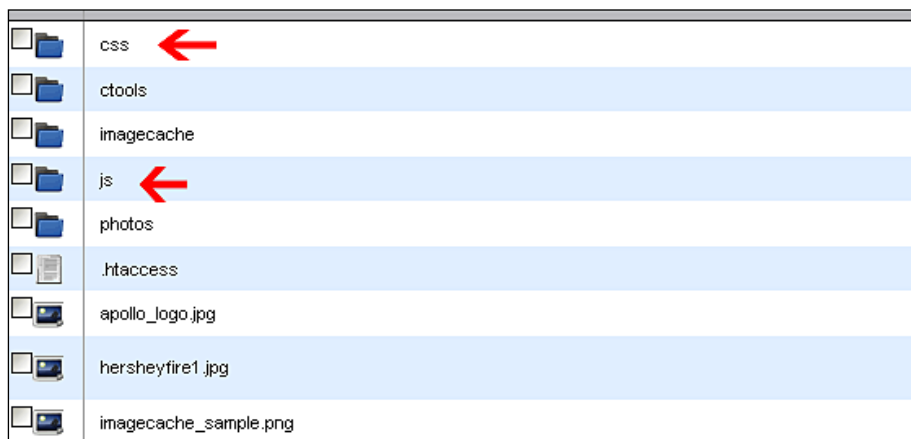 css
ctools
imagecache
js
photos
.htaccess
apollo_logo.jpg
hersheyfire1.jpg
imagecache_sample.png